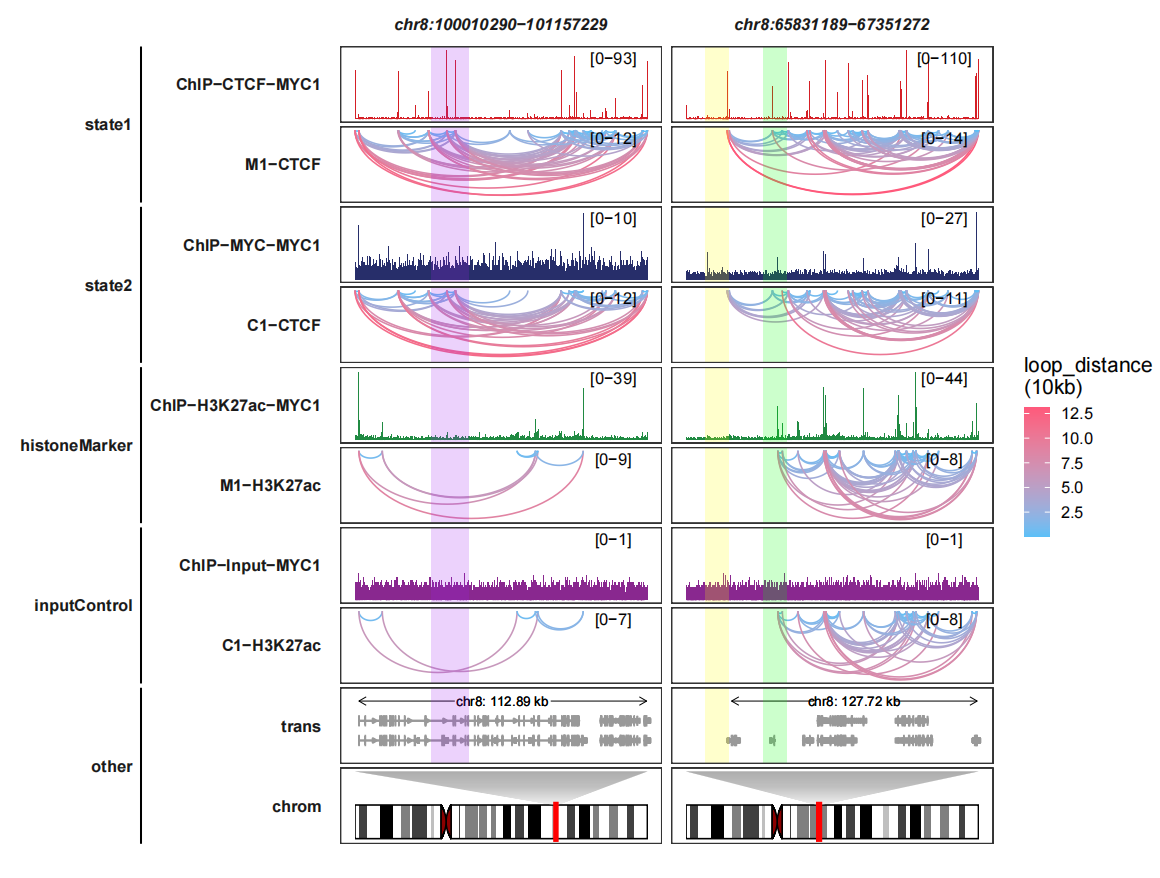 chr8:100010290−101157229
chr8:65831189−67351272
state1
ChIP−CTCF−MYC1
[0−93]
[0−110]
M1−CTCF
[0−12]
[0−14]
state2
ChIP−MYC−MYC1
[0−10]
[0−27]
C1−CTCF
[0−12]
[0−11]
histoneMarker
ChIP−H3K27ac−MYC1
[0−39]
[0−44]
M1−H3K27ac
[0−9]
[0−8]
inputControl
ChIP−Input−MYC1
[0−1]
[0−1]
C1−H3K27ac
[0−7]
[0−8]
other
trans
chr8: 112.89 kb
chr8: 127.72 kb
chrom
loop_distance
(10kb)
12.5
10.0
7.5
5.0
2.5